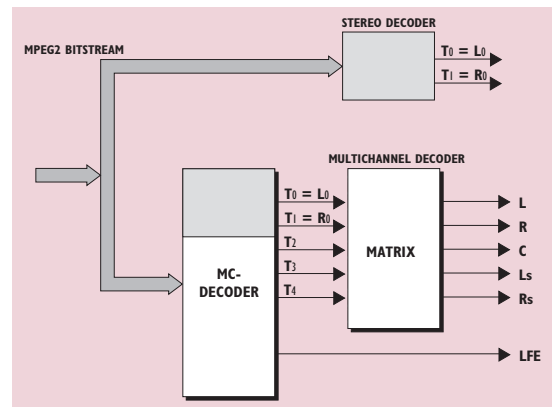 STEREO DECODER
MPEG2 BITSTREAM
T0 = L0
T1 = R0
MULTICHANNEL DECODER
T0 = L0
T1 = R0
T2
T3
T4
MC-
DECODER
MATRIX
L
R
C
Ls
Rs
LFE